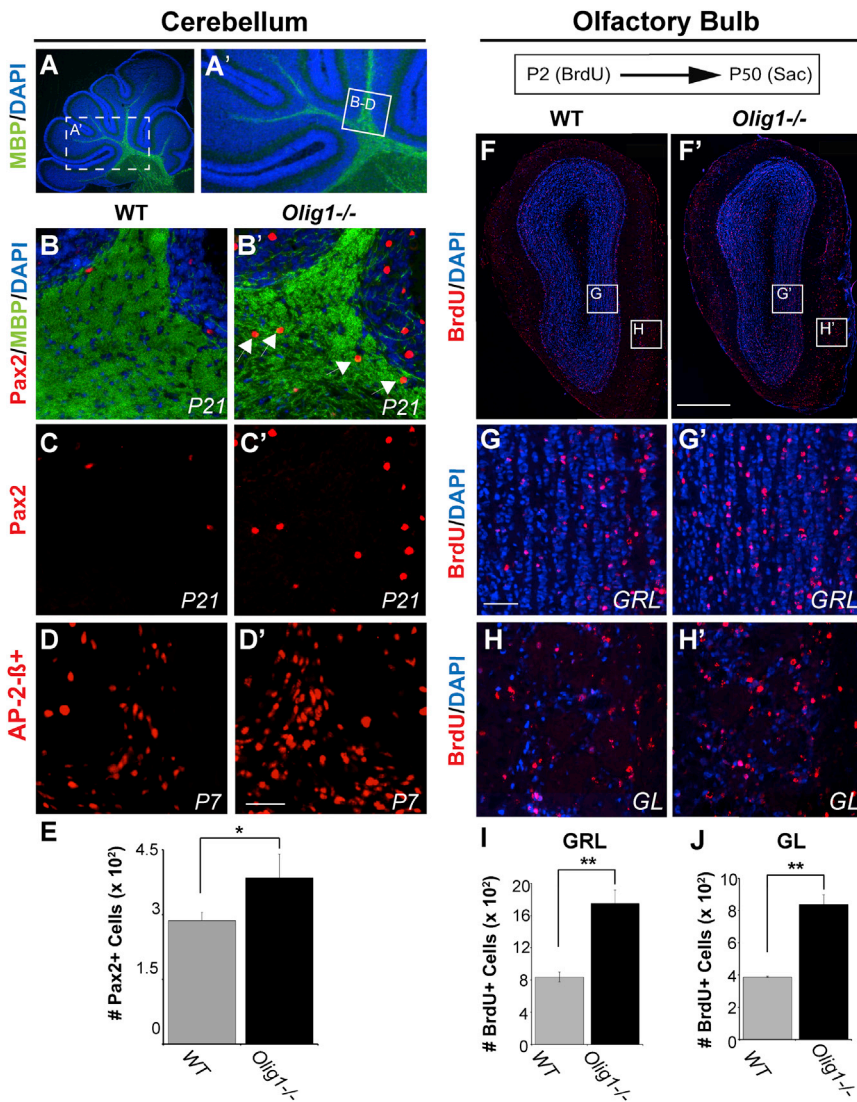 Cerebellum
A
A'
MBP/DAPI
A'
B-D
WT
Olig1-/-
B
B'
Pax2/MBP/DAPI
P21
P21
C
C'
Pax2
P21
P21
D
D'
AP-2-ß+
P7
P7
E
*
# Pax2+ Cells (x 10²)
4.5
3
1.5
0
WT
Olig1-/-
Olfactory Bulb
P2 (BrdU)
P50 (Sac)
WT
Olig1-/-
F
F'
BrdU/DAPI
G
G'
H
H'
G
G'
BrdU/DAPI
GRL
GRL
H
H'
BrdU/DAPI
GL
GL
I
GRL
**
# BrdU+ Cells (x 10²)
20
16
12
8
4
0
WT
Olig1-/-
J
GL
**
# BrdU+ Cells (x 10²)
10
8
6
4
2
0
WT
Olig1-/-